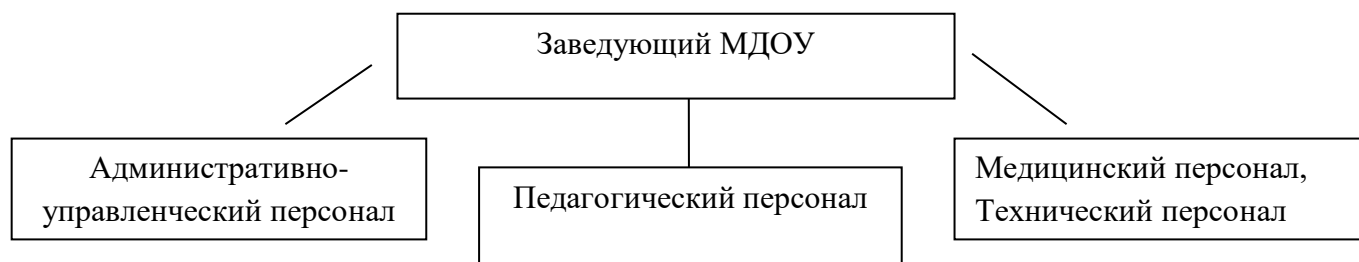 Заведующий МДОУ
Административно-
управленческий персонал
Педагогический персонал
Медицинский персонал,
Технический персонал